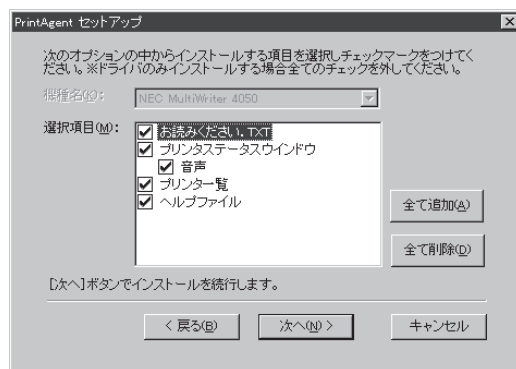 PrintAgent セットアップ
次のオプションの中からインストールする項目を選択しチェックマークをつけてく
ださい。※ドライバのみインストールする場合全てのチェックを外してください。
機種名(K):
NEC MultiWriter 4050
選択項目(M):
お読みください.TXT
プリンタステータスウインドウ
音声
プリンター覧
ヘルプファイル
全て追加(A)
全て削除(D)
[次へ]ボタンでインストールを続行します。
< 戻る(B)
次へ(N) >
キャンセル